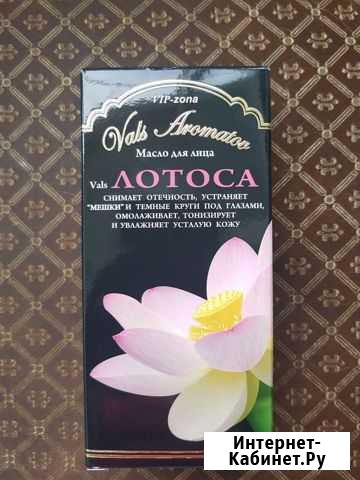 VIP-zona
Vals Aromatov
Масло для лица
Vals ЛОТОСА
СНИМАЕТ ОТЕЧНОСТЬ, УСТРАНЯЕТ
"МЕШКИ" И ТЕМНЫЕ КРУГИ ПОД ГЛАЗАМИ,
ОМОЛАЖИВАЕТ, ТОНИЗИРУЕТ
И УВЛАЖНЯЕТ УСТАЛУЮ КОЖУ
Интернет-
Кабинет.Ру